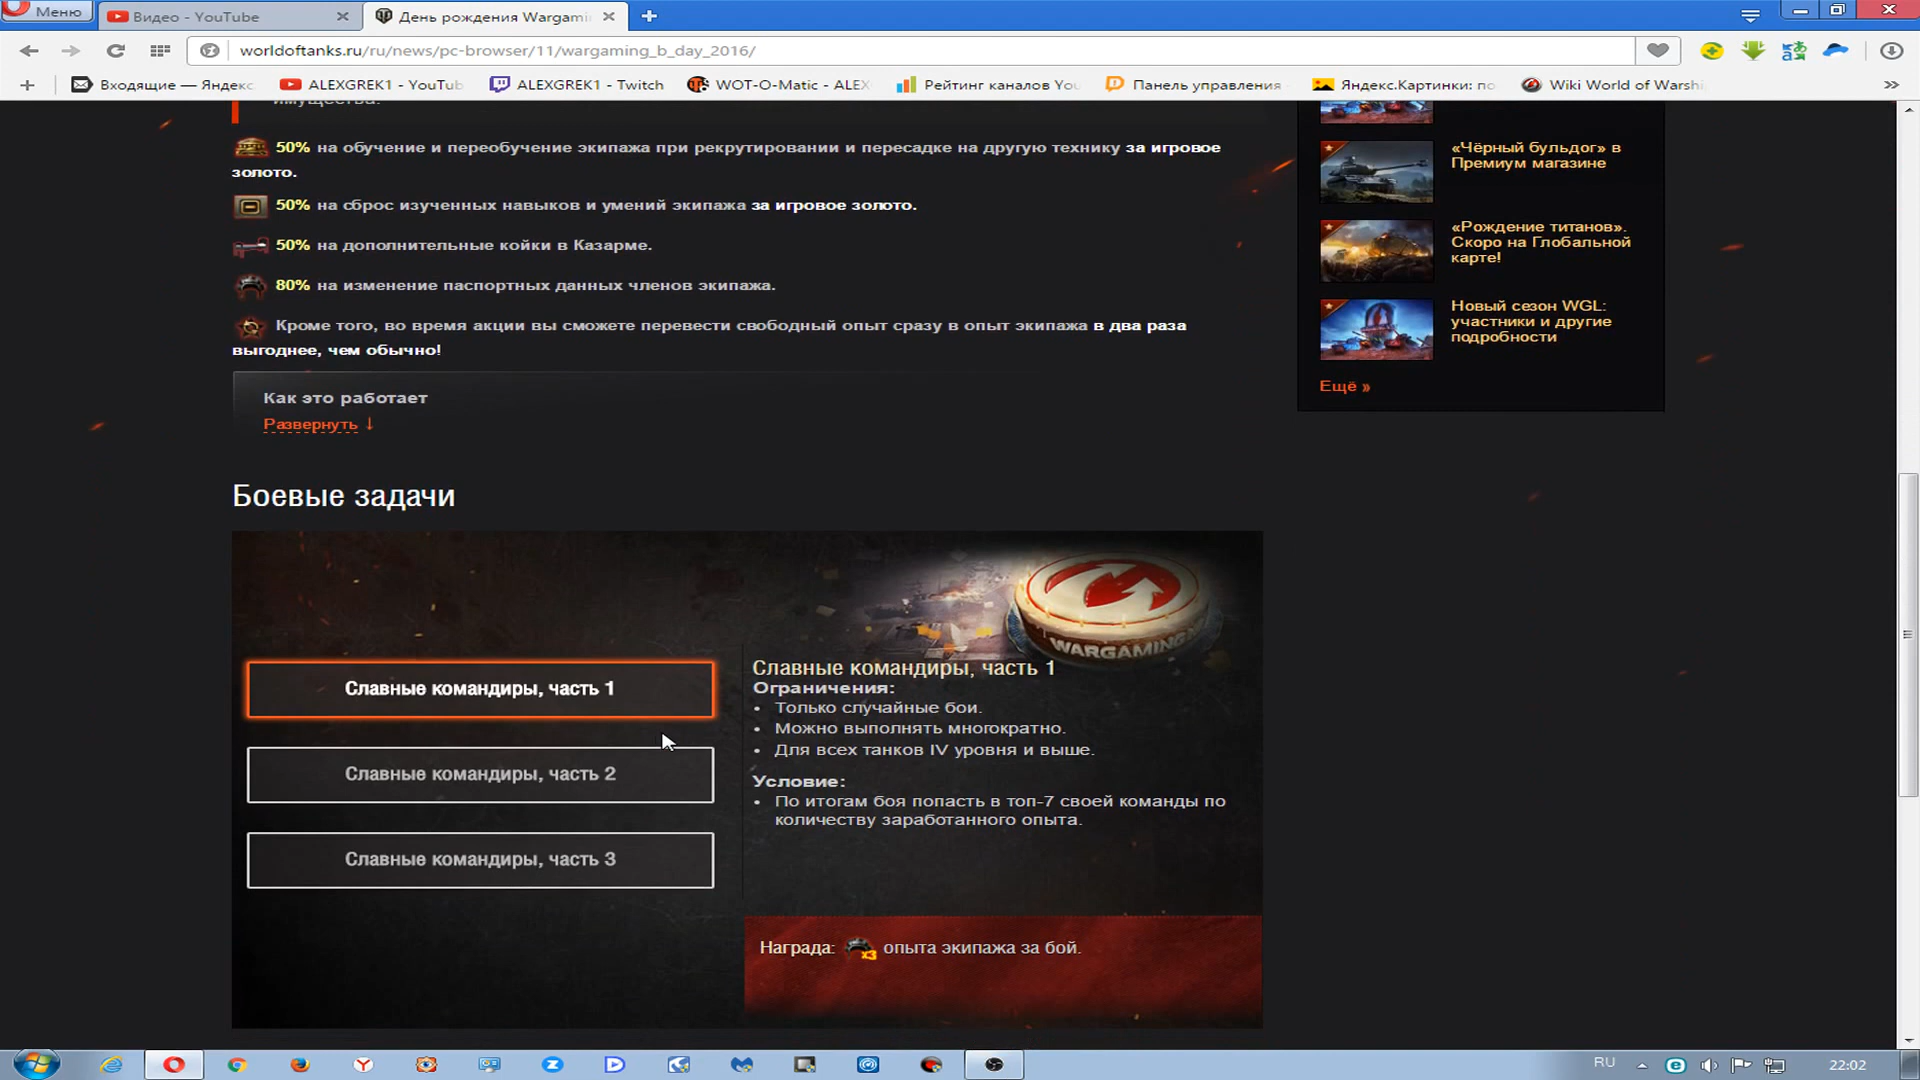 Меню
Видео - YouTube
День рождения Wargami
worldoftanks.ru/ru/news/pc-browser/11/wargaming_b_day_2016/
Входящие — Яндекс
ALEXGREK1 - YouTub
ALEXGREK1 - Twitch
WOT-O-Matic - ALEX
Рейтинг каналов You
Панель управления
Яндекс.Картинки: по
Wiki World of Warshi
»
имущества.
50% на обучение и переобучение экипажа при рекрутировании и пересадке на другую технику за игровое
золото.
50% на сброс изученных навыков и умений экипажа за игровое золото.
50% на дополнительные койки в Казарме.
80% на изменение паспортных данных членов экипажа.
Кроме того, во время акции вы сможете перевести свободный опыт сразу в опыт экипажа в два раза
выгоднее, чем обычно!
Как это работает
Развернуть ↓
«Чёрный бульдог» в
Премиум магазине
«Рождение титанов».
Скоро на Глобальной
карте!
Новый сезон WGL:
участники и другие
подробности
Ещё »
Боевые задачи
WARGAMING
Славные командиры, часть 1
Славные командиры, часть 2
Славные командиры, часть 3
Славные командиры, часть 1
Ограничения:
• Только случайные бои.
• Можно выполнять многократно.
• Для всех танков IV уровня и выше.
Условие:
• По итогам боя попасть в топ-7 своей команды по
количеству заработанного опыта.
Награда: x3 опыта экипажа за бой.
RU
22:02